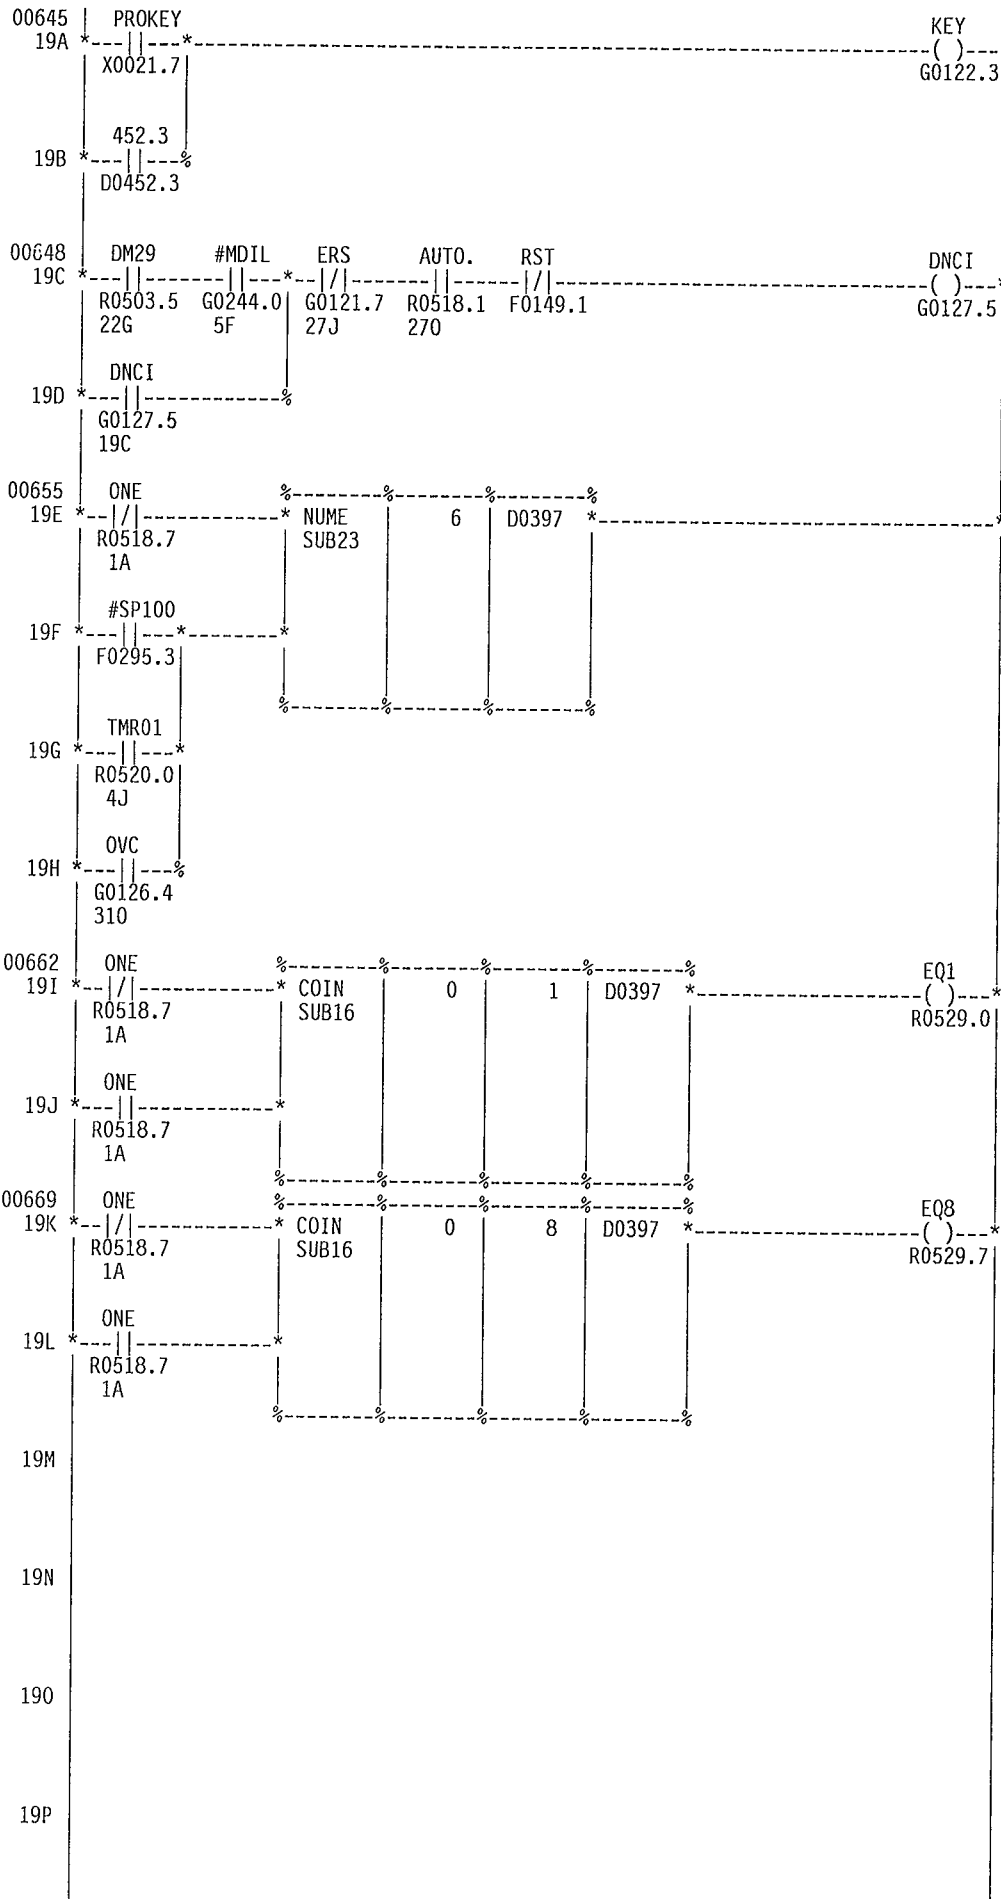 00645 PROKEY KEY
19A *---||---*------------------------------------( )---
X0021.7 G0122.3
452.3
19B *---||---%
D0452.3
00648 DM29 #MDIL ERS AUTO. RST DNCI
19C *---||-------||----*--|/|-------||------|/|--------------( )---*
R0503.5 G0244.0 G0121.7 R0518.1 F0149.1 G0127.5
22G 5F 27J 27O
DNCI
19D *---||-------------%
G0127.5
19C
00655 ONE %-------%-------%-------%
19E *--|/|-----------* NUME 6 D0397 *------------------------------*
R0518.7 SUB23
1A
#SP100
19F *---||---*-------*
F0295.3
%-------%-------%-------%
TMR01
19G *---||---*
R0520.0
4J
OVC
19H *---||---%
G0126.4
31O
00662 ONE %-------%-------%-------%-------% EQ1
19I *--|/|-----------* COIN 0 1 D0397 *------------------( )---*
R0518.7 SUB16 R0529.0
1A
ONE
19J *---||-----------*
R0518.7
1A
%-------%-------%-------%-------%
00669 ONE %-------%-------%-------%-------% EQ8
19K *--|/|-----------* COIN 0 8 D0397 *------------------( )---*
R0518.7 SUB16 R0529.7
1A
ONE
19L *---||-----------*
R0518.7
1A
%-------%-------%-------%-------%
19M
19N
19O
19P